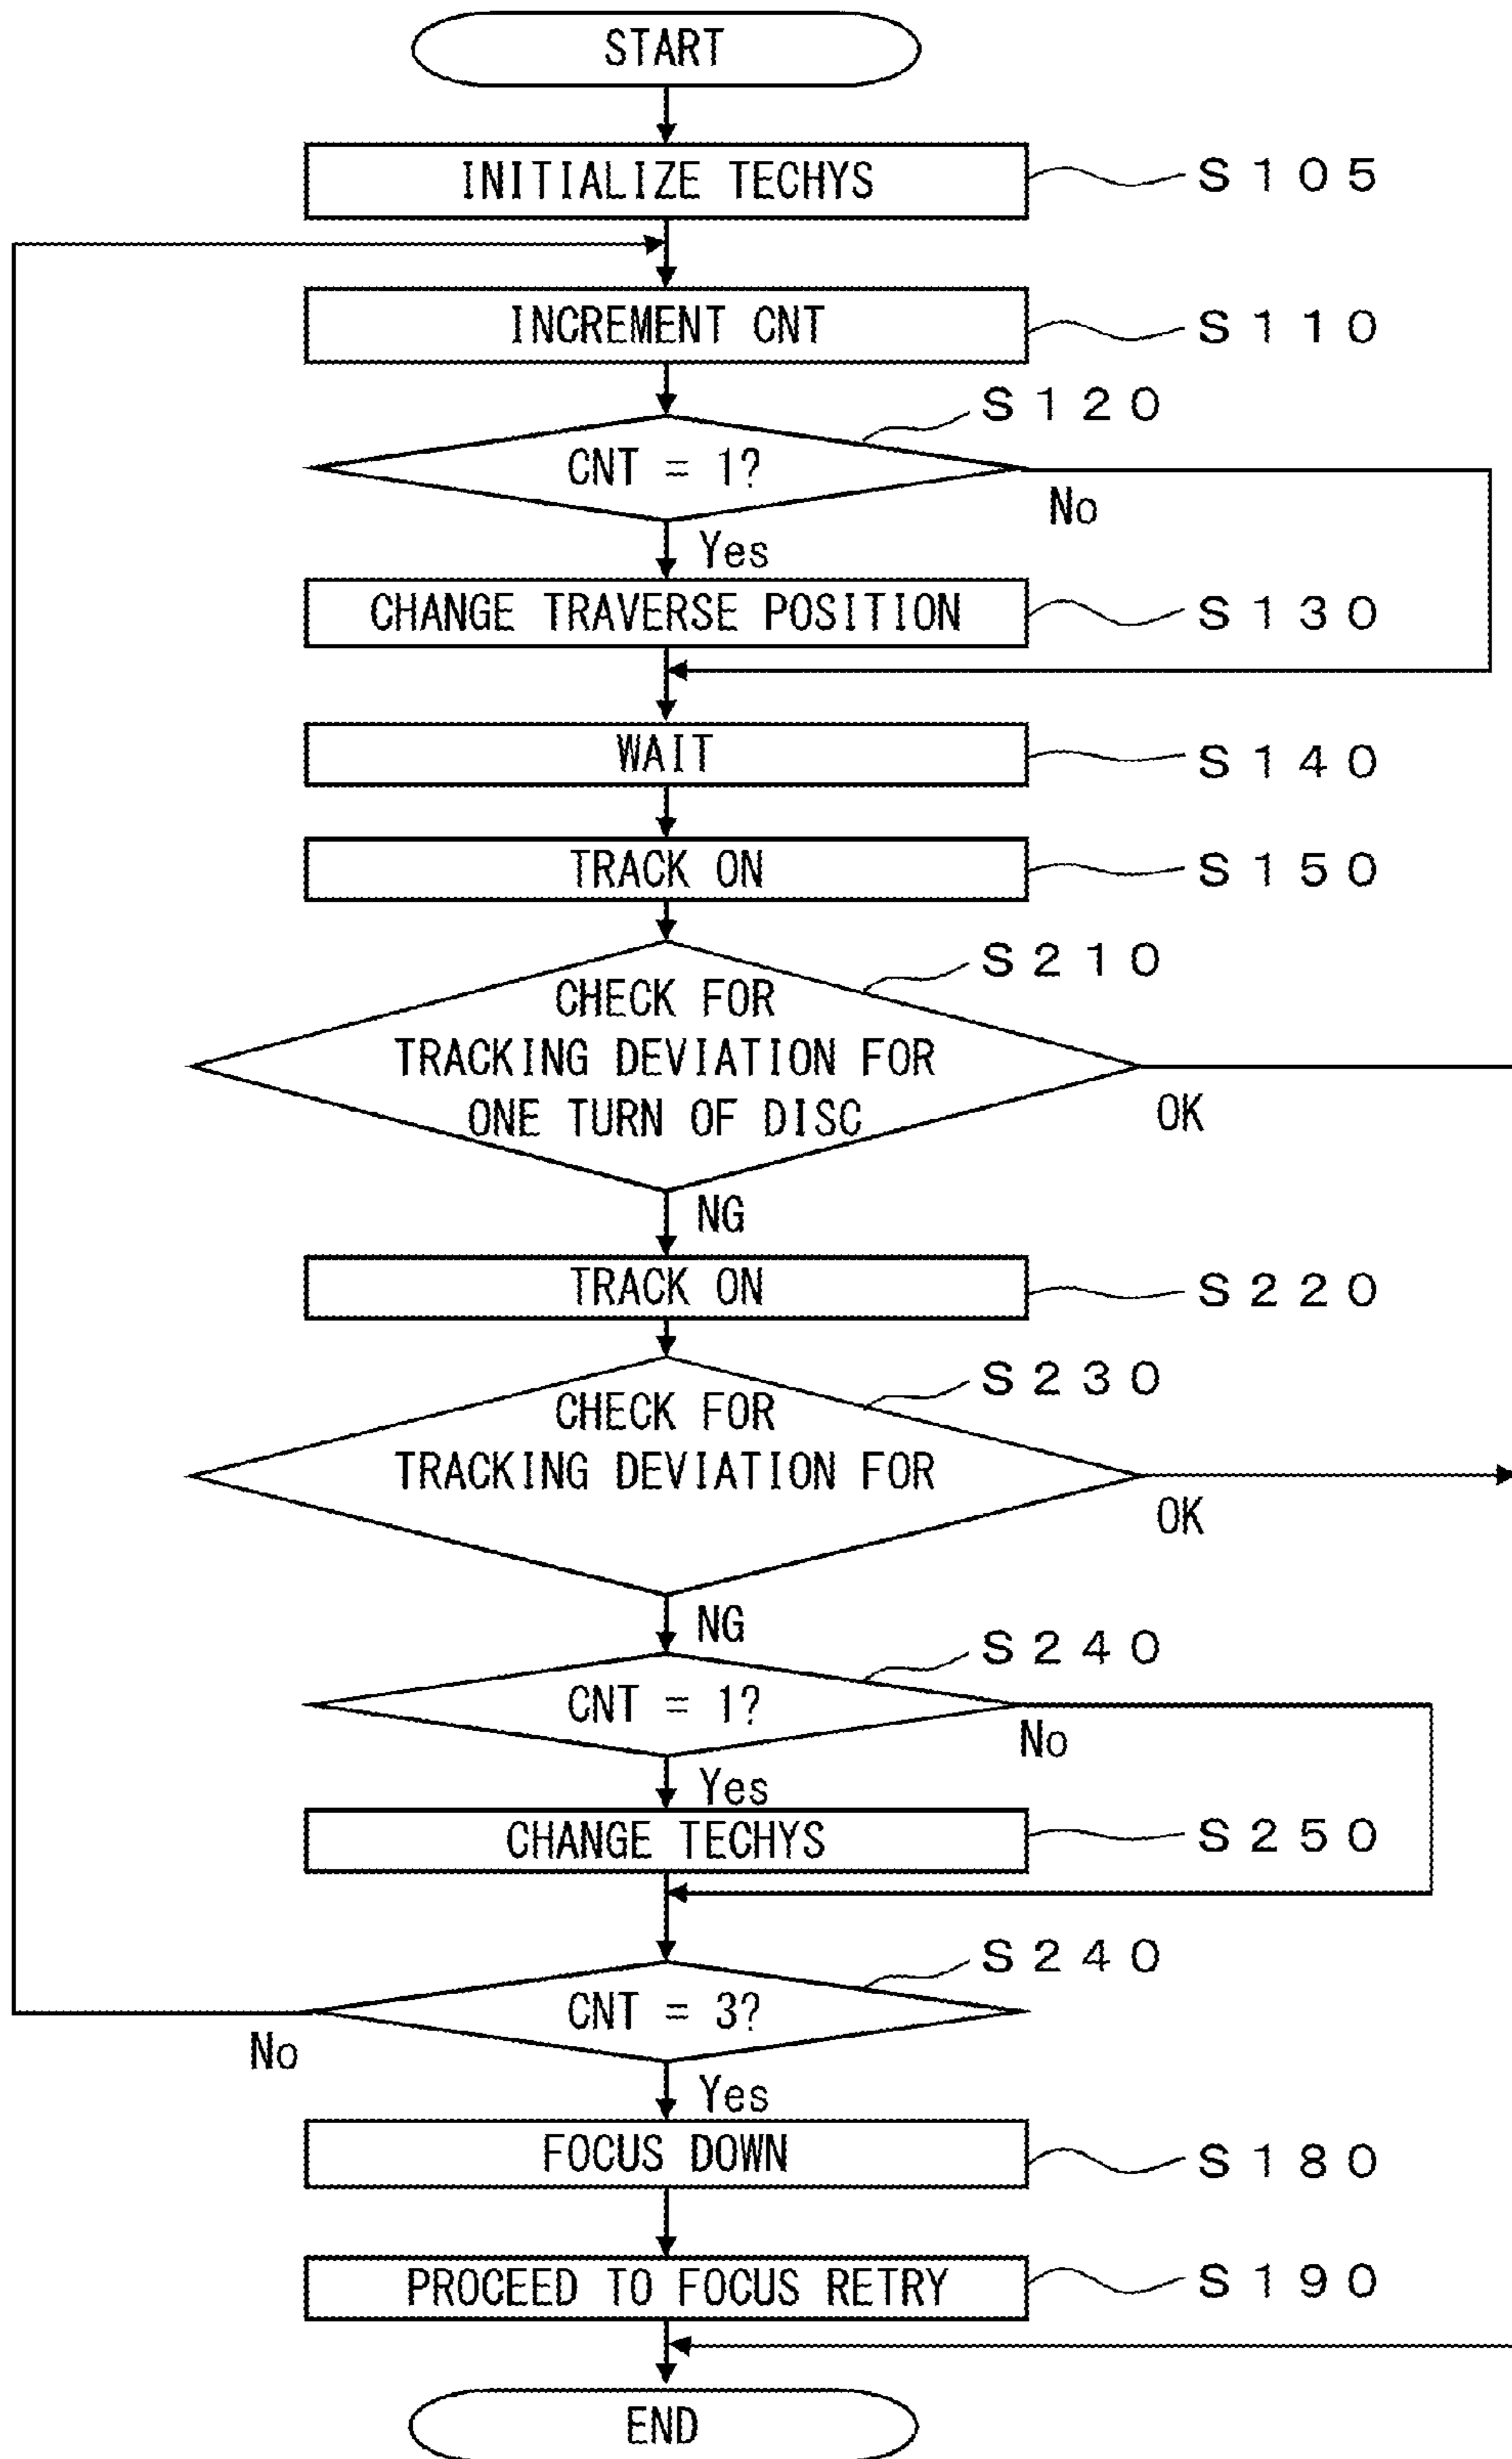 START
INITIALIZE TECHYS
S105
INCREMENT CNT
S110
S120
CNT = 1?
No
Yes
CHANGE TRAVERSE POSITION
S130
WAIT
S140
TRACK ON
S150
S210
CHECK FOR
TRACKING DEVIATION FOR
ONE TURN OF DISC
OK
NG
TRACK ON
S220
S230
CHECK FOR
TRACKING DEVIATION FOR
OK
NG
S240
CNT = 1?
No
Yes
CHANGE TECHYS
S250
S240
CNT = 3?
No
Yes
FOCUS DOWN
S180
PROCEED TO FOCUS RETRY
S190
END